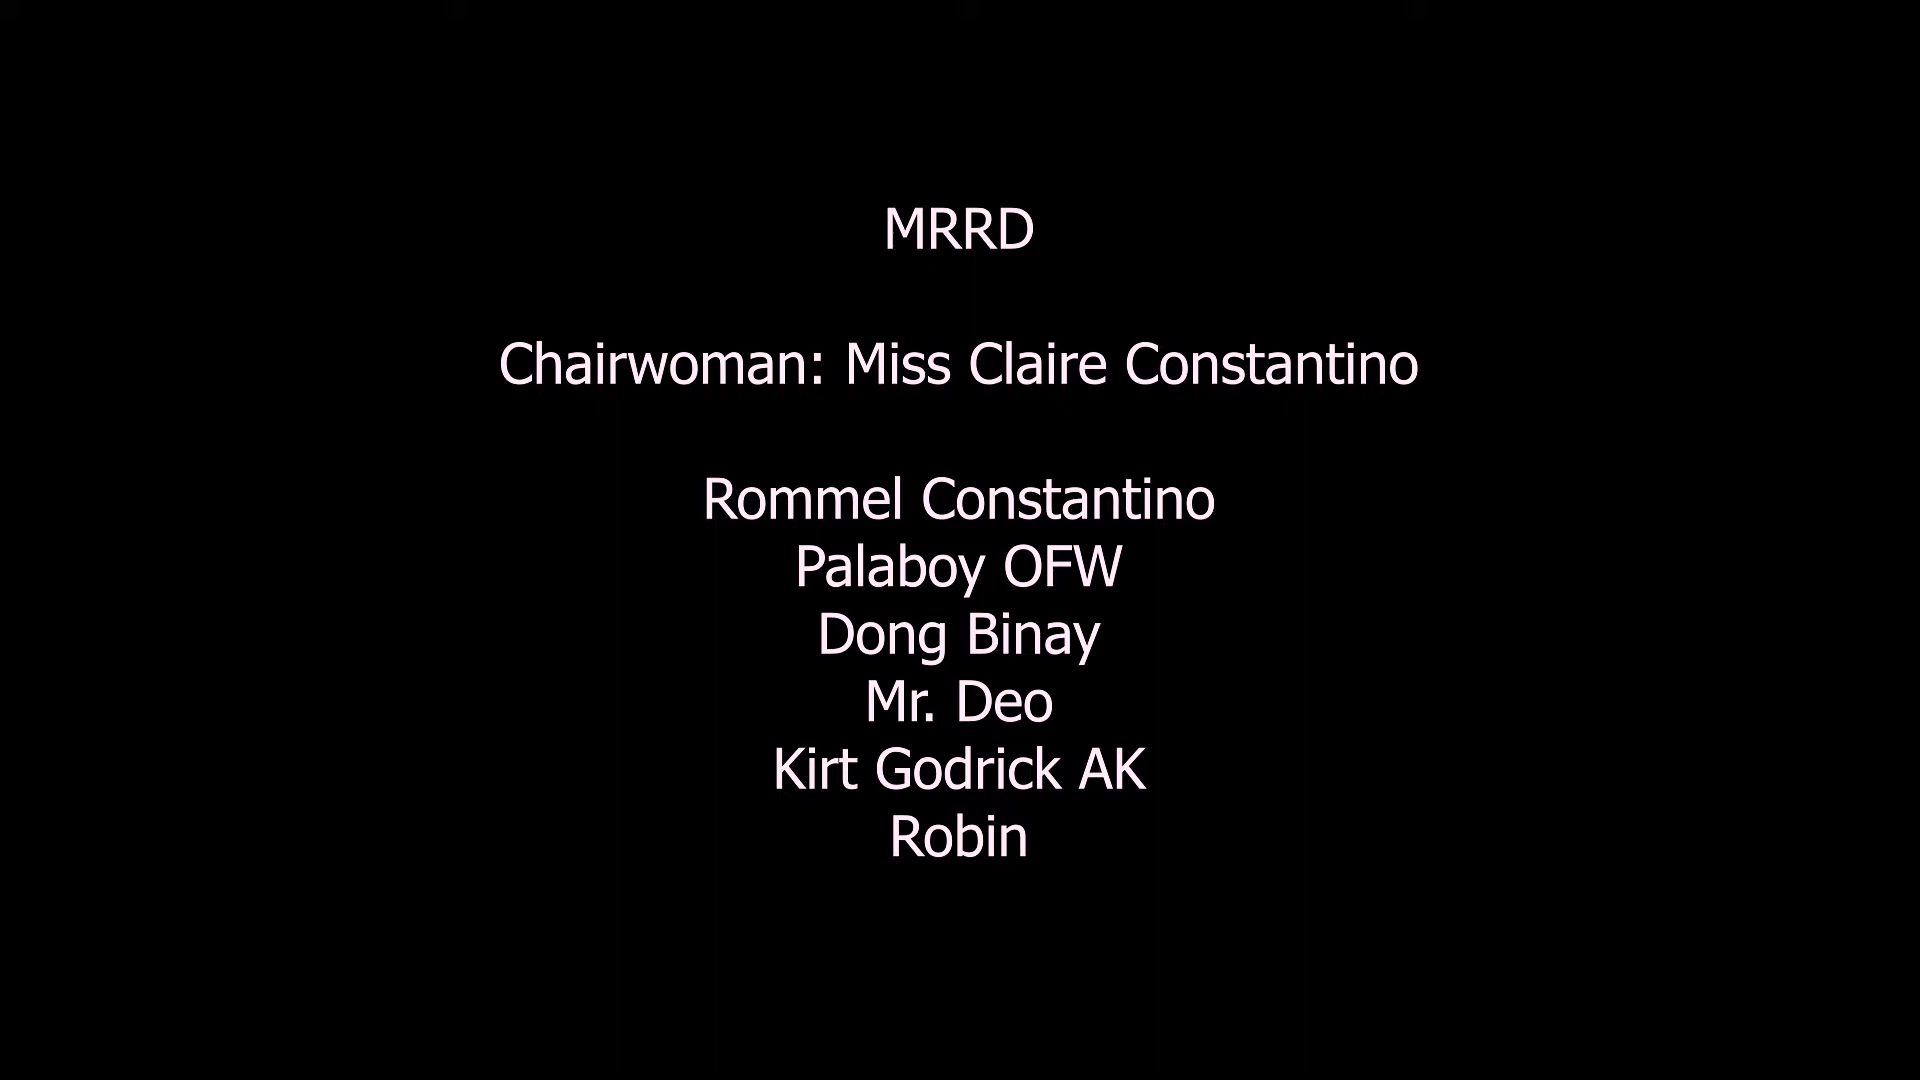 MRRD
Chairwoman: Miss Claire Constantino
Rommel Constantino
Palaboy OFW
Dong Binay
Mr. Deo
Kirt Godrick AK
Robin